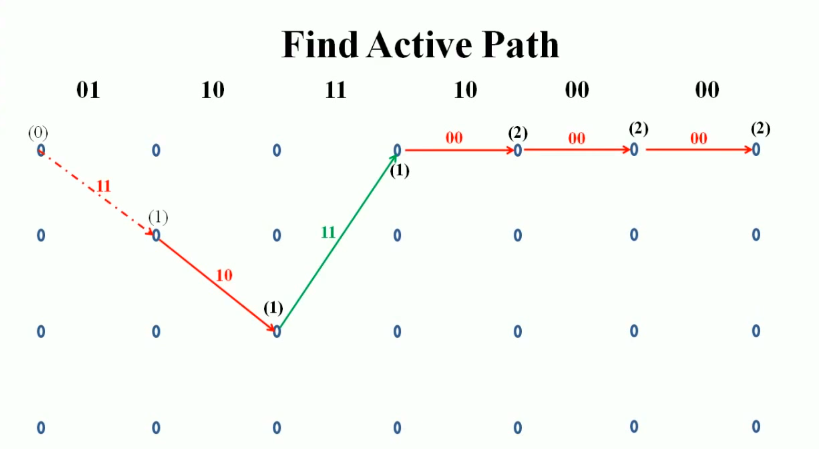 Find Active Path
01 10 11 10 00 00
(0) (2) (2) (2)
00 00 00
(1)
11
(1)
11
10
(1)